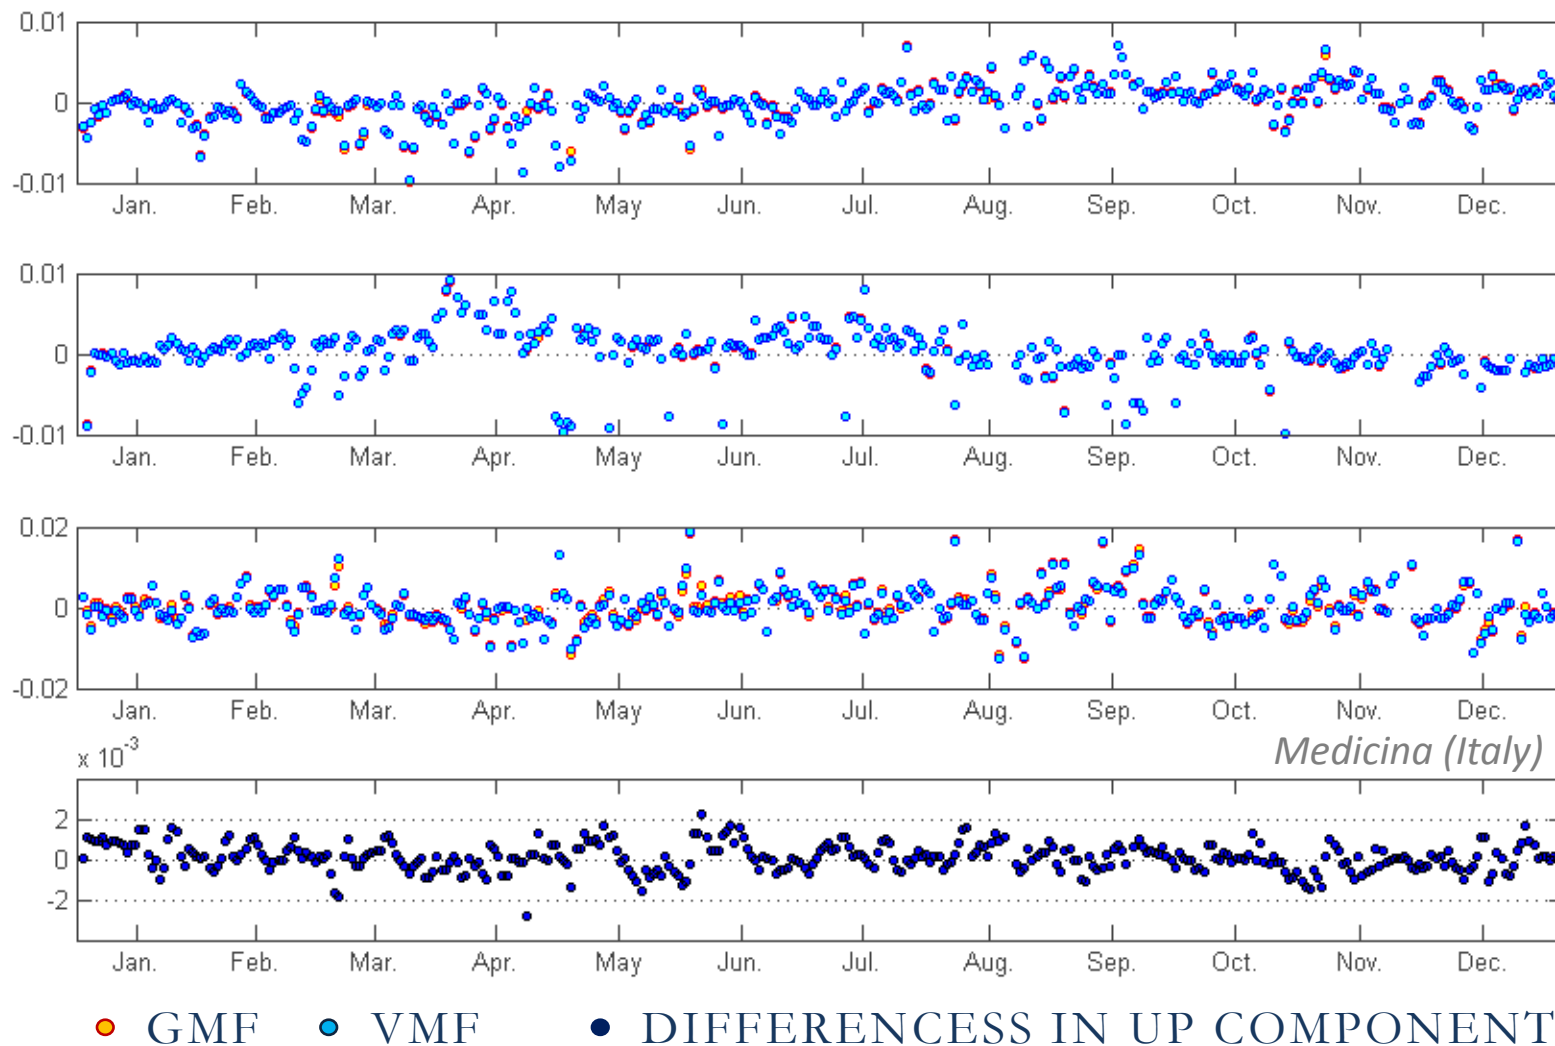 0.01
0
-0.01
Jan. Feb. Mar. Apr. May Jun. Jul. Aug. Sep. Oct. Nov. Dec.
0.01
0
-0.01
Jan. Feb. Mar. Apr. May Jun. Jul. Aug. Sep. Oct. Nov. Dec.
0.02
0
-0.02
Jan. Feb. Mar. Apr. May Jun. Jul. Aug. Sep. Oct. Nov. Dec.
x 10-3
Medicina (Italy)
2
0
-2
Jan. Feb. Mar. Apr. May Jun. Jul. Aug. Sep. Oct. Nov. Dec.
GMF VMF DIFFERENCESS IN UP COMPONENT